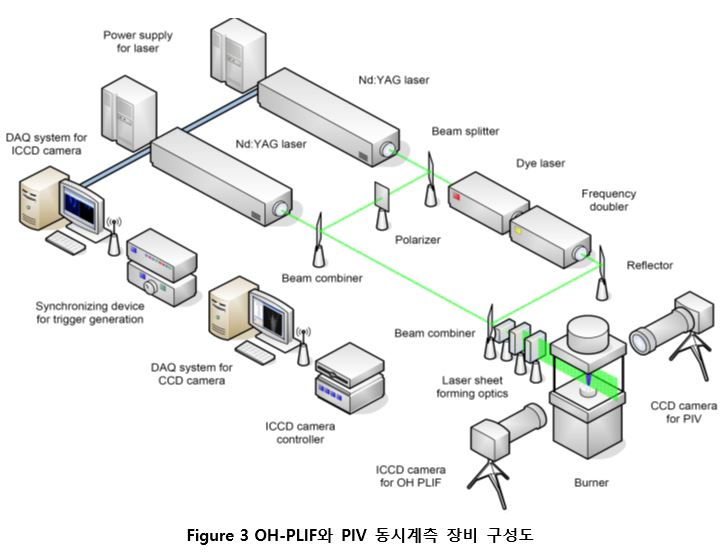 Power supply
for laser
Nd:YAG laser
DAQ system for
ICCD camera
Nd:YAG laser
Beam splitter
Dye laser
Frequency
doubler
Polarizer
Beam combiner
Reflector
Synchronizing device
for trigger generation
Beam combiner
DAQ system for
CCD camera
Laser sheet
forming optics
CCD camera
for PIV
ICCD camera
controller
ICCD camera
for OH PLIF
Burner
Figure 3 OH-PLIF와 PIV 동시계측 장비 구성도